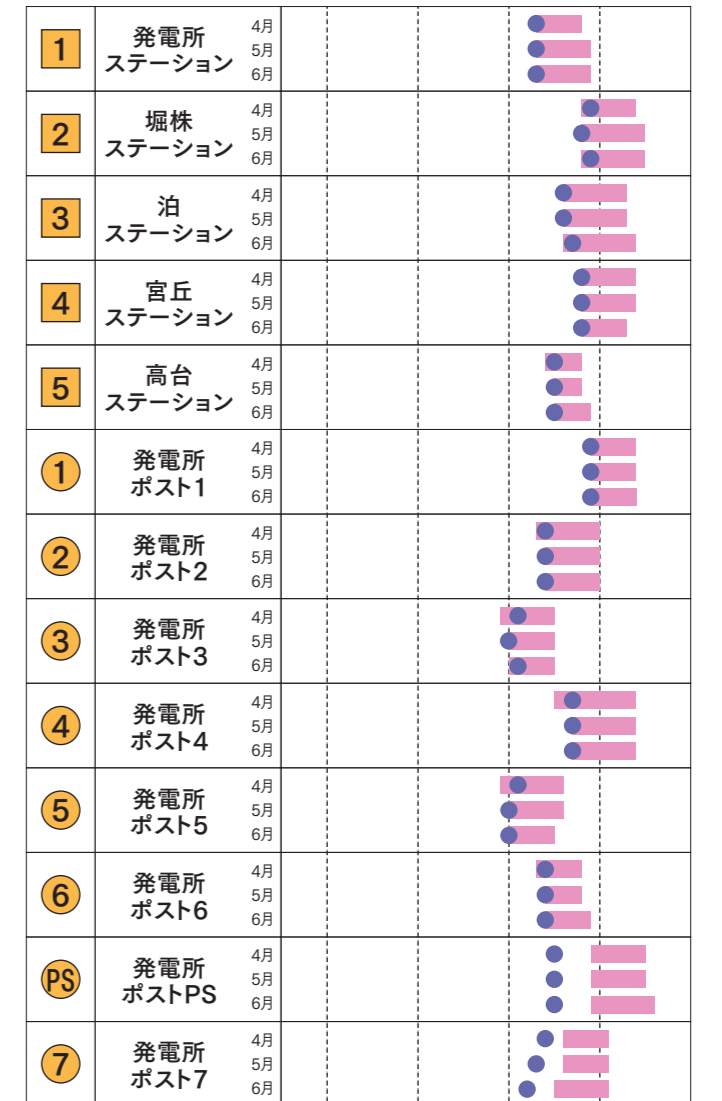 1
発電所
ステーション
4月
5月
6月
2
堀株
ステーション
4月
5月
6月
3
泊
ステーション
4月
5月
6月
4
宮丘
ステーション
4月
5月
6月
5
高台
ステーション
4月
5月
6月
1
発電所
ポスト1
4月
5月
6月
2
発電所
ポスト2
4月
5月
6月
3
発電所
ポスト3
4月
5月
6月
4
発電所
ポスト4
4月
5月
6月
5
発電所
ポスト5
4月
5月
6月
6
発電所
ポスト6
4月
5月
6月
PS
発電所
ポストPS
4月
5月
6月
7
発電所
ポスト7
4月
5月
6月